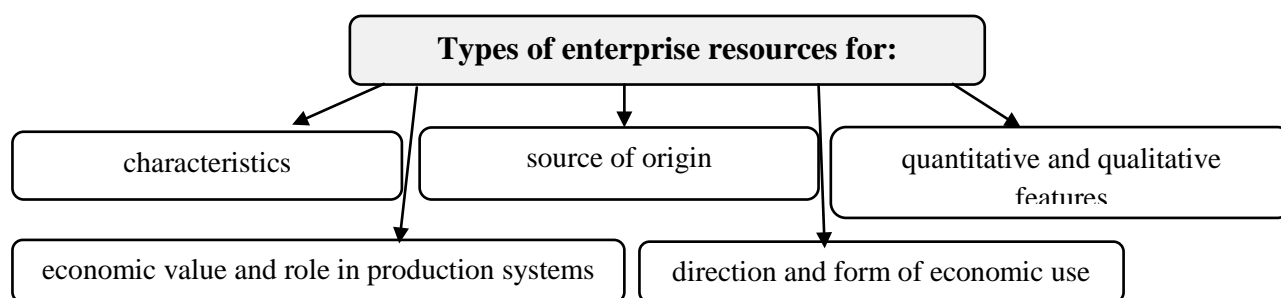 Types of enterprise resources for:
characteristics
source of origin
quantitative and qualitative
features
economic value and role in production systems
direction and form of economic use